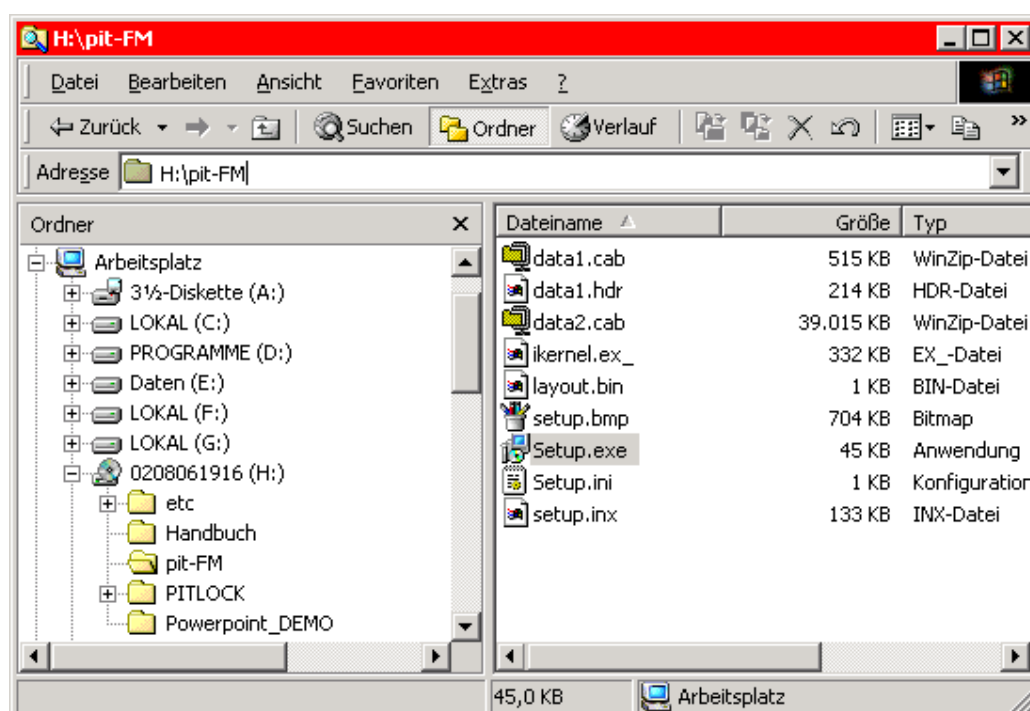 H:\pit-FM
Datei Bearbeiten Ansicht Favoriten Extras ?
Zurück Suchen Ordner Verlauf »
Adresse H:\pit-FM
Ordner
Arbeitsplatz
3½-Diskette (A:)
LOKAL (C:)
PROGRAMME (D:)
Daten (E:)
LOKAL (F:)
LOKAL (G:)
0208061916 (H:)
etc
Handbuch
pit-FM
PITLOCK
Powerpoint_DEMO
Dateiname Größe Typ
data1.cab 515 KB WinZip-Datei
data1.hdr 214 KB HDR-Datei
data2.cab 39.015 KB WinZip-Datei
ikernel.ex_ 332 KB EX_-Datei
layout.bin 1 KB BIN-Datei
setup.bmp 704 KB Bitmap
Setup.exe 45 KB Anwendung
Setup.ini 1 KB Konfiguration
setup.inx 133 KB INX-Datei
45,0 KB Arbeitsplatz